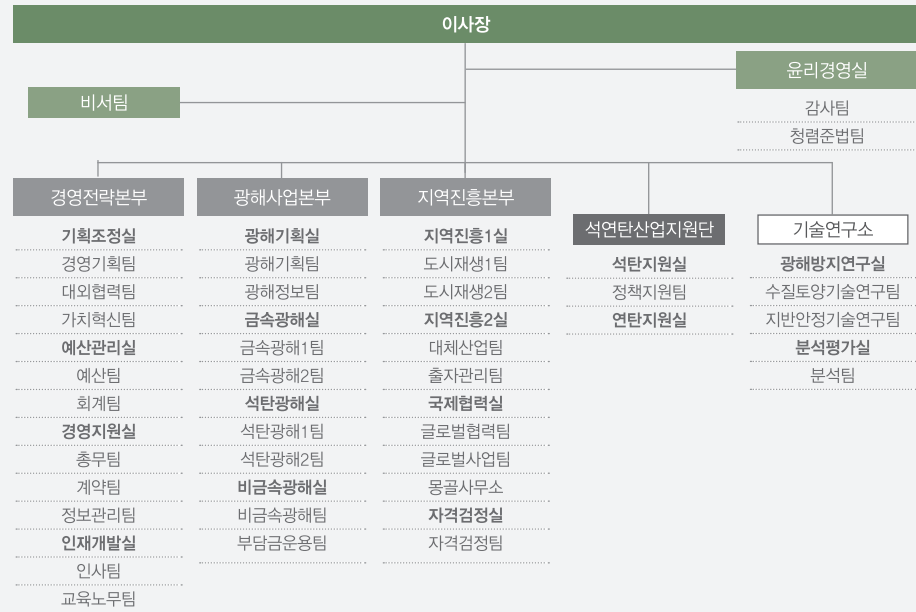 이사장
윤리경영실
감사팀
청렴준법팀
비서팀
경영전략본부
기획조정실
경영기획팀
대외협력팀
가치혁신팀
예산관리실
예산팀
회계팀
경영지원실
총무팀
계약팀
정보관리팀
인재개발실
인사팀
교육노무팀
광해사업본부
광해기획실
광해기획팀
광해정보팀
금속광해실
금속광해1팀
금속광해2팀
석탄광해실
석탄광해1팀
석탄광해2팀
비금속광해실
비금속광해팀
부담금운용팀
지역진흥본부
지역진흥1실
도시재생1팀
도시재생2팀
지역진흥2실
대체산업팀
출자관리팀
국제협력실
글로벌협력팀
글로벌사업팀
몽골사무소
자격검정실
자격검정팀
석연탄산업지원단
석탄지원실
정책지원팀
연탄지원실
기술연구소
광해방지연구실
수질토양기술연구팀
지반안정기술연구팀
분석평가실
분석팀